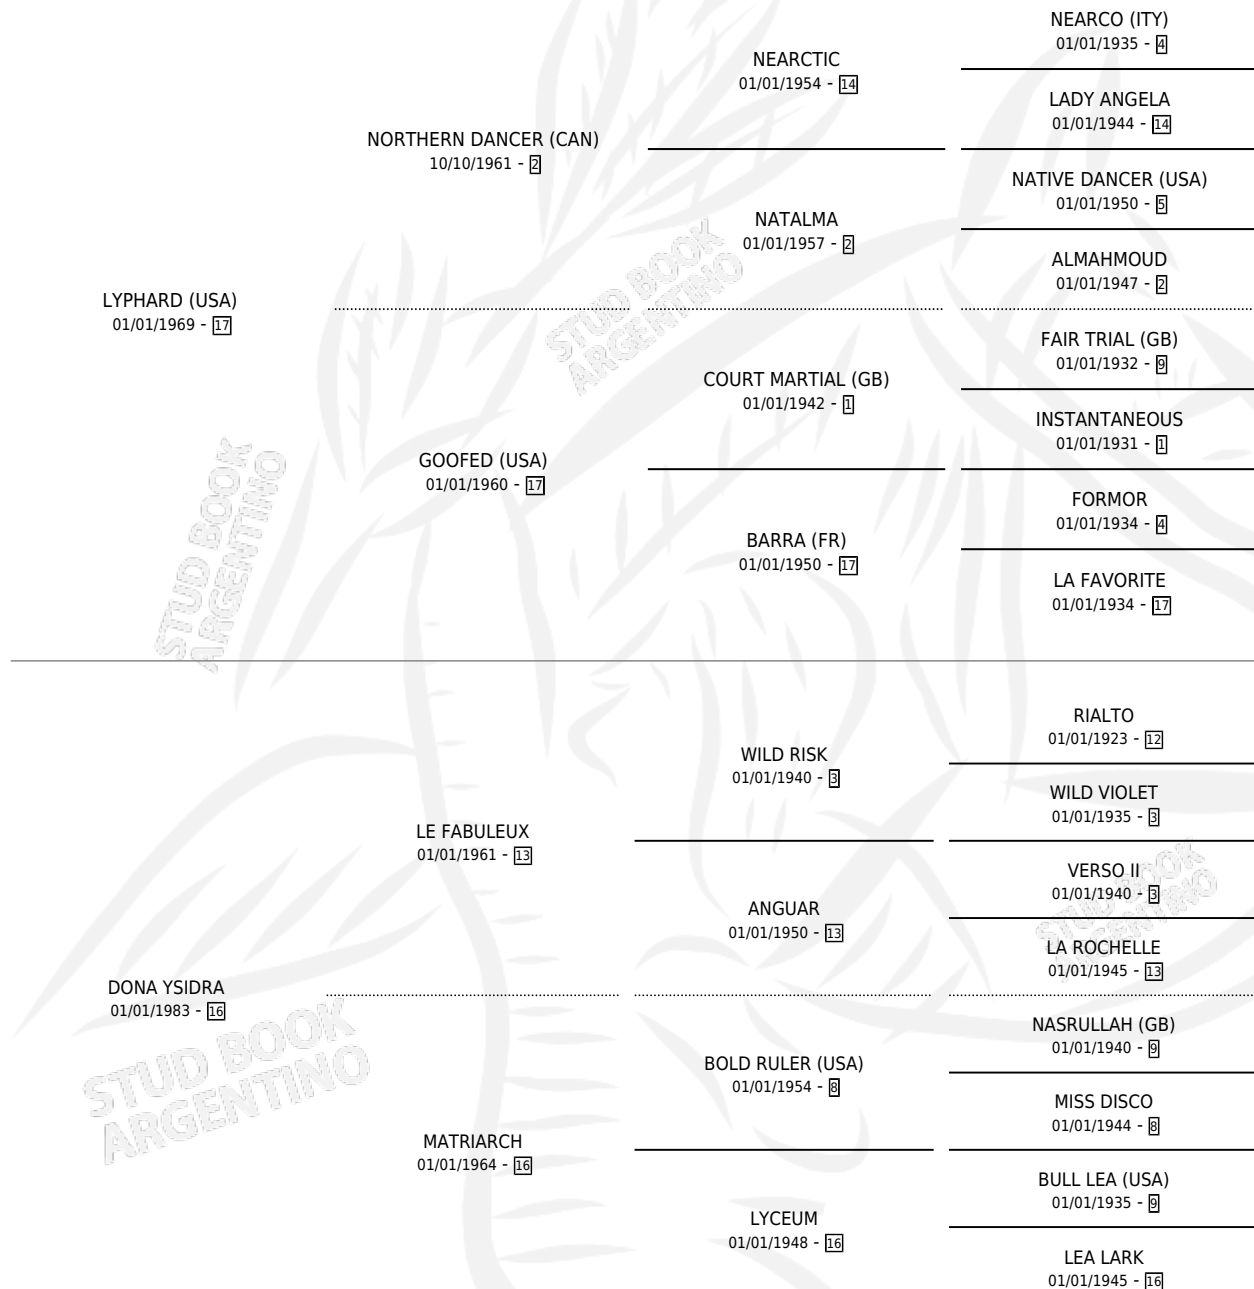 NEARCO (ITY)
01/01/1935 - 4
NEARCTIC
01/01/1954 - 14
LADY ANGELA
01/01/1944 - 14
NORTHERN DANCER (CAN)
10/10/1961 - 2
NATIVE DANCER (USA)
01/01/1950 - 5
NATALMA
01/01/1957 - 2
ALMAHMOUD
01/01/1947 - 2
LYPHARD (USA)
01/01/1969 - 17
STUD BOOK
ARGENTINO
FAIR TRIAL (GB)
01/01/1932 - 9
COURT MARTIAL (GB)
01/01/1942 - 1
INSTANTANEOUS
01/01/1931 - 1
GOOFED (USA)
01/01/1960 - 17
FORMOR
01/01/1934 - 4
BARRA (FR)
01/01/1950 - 17
LA FAVORITE
01/01/1934 - 17
STUD BOOK
ARGENTINO
RIALTO
01/01/1923 - 12
WILD RISK
01/01/1940 - 3
WILD VIOLET
01/01/1935 - 3
LE FABULEUX
01/01/1961 - 13
VERSO II
01/01/1940 - 3
ANGUAR
01/01/1950 - 13
LA ROCHELLE
01/01/1945 - 13
STUD BOOK
ARGENTINO
DONA YSIDRA
01/01/1983 - 16
NASRULLAH (GB)
01/01/1940 - 9
BOLD RULER (USA)
01/01/1954 - 8
MISS DISCO
01/01/1944 - 8
STUD BOOK
ARGENTINO
MATRIARCH
01/01/1964 - 16
BULL LEA (USA)
01/01/1935 - 9
LYCEUM
01/01/1948 - 16
LEA LARK
01/01/1945 - 16